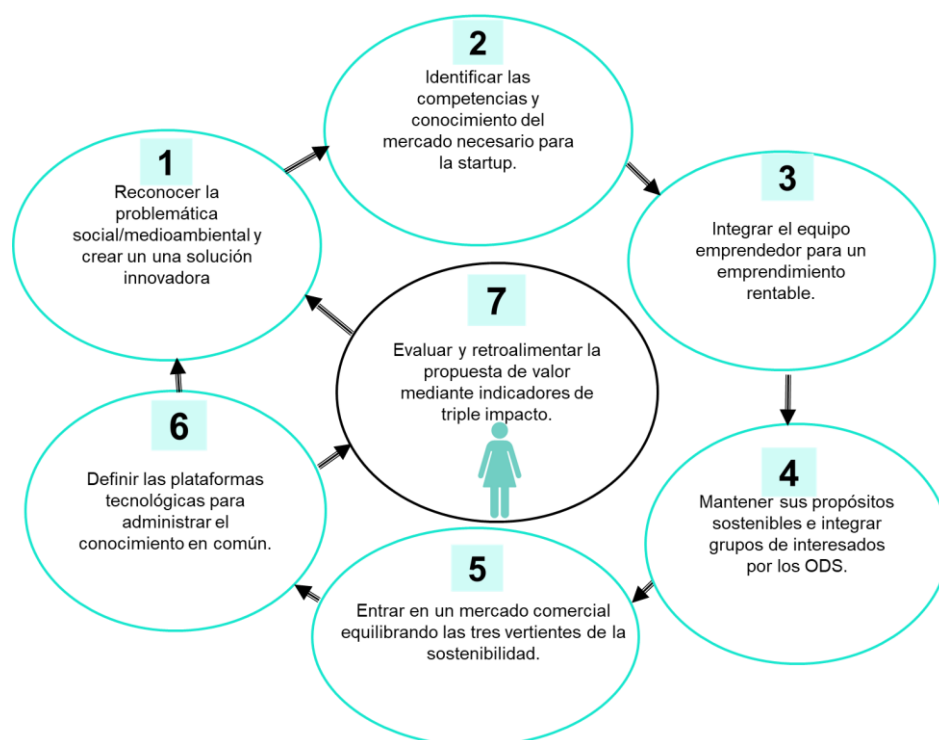 1
Reconocer la
problemática
social/medioambiental y
crear un una solución
innovadora
2
Identificar las
competencias y
conocimiento del
mercado necesario para
la startup.
3
Integrar el equipo
emprendedor para un
emprendimiento
rentable.
4
Mantener sus propósitos
sostenibles e integrar
grupos de interesados
por los ODS.
5
Entrar en un mercado comercial
equilibrando las tres vertientes de la
sostenibilidad.
6
Definir las plataformas
tecnológicas para
administrar el
conocimiento en común.
7
Evaluar y retroalimentar la
propuesta de valor
mediante indicadores de
triple impacto.